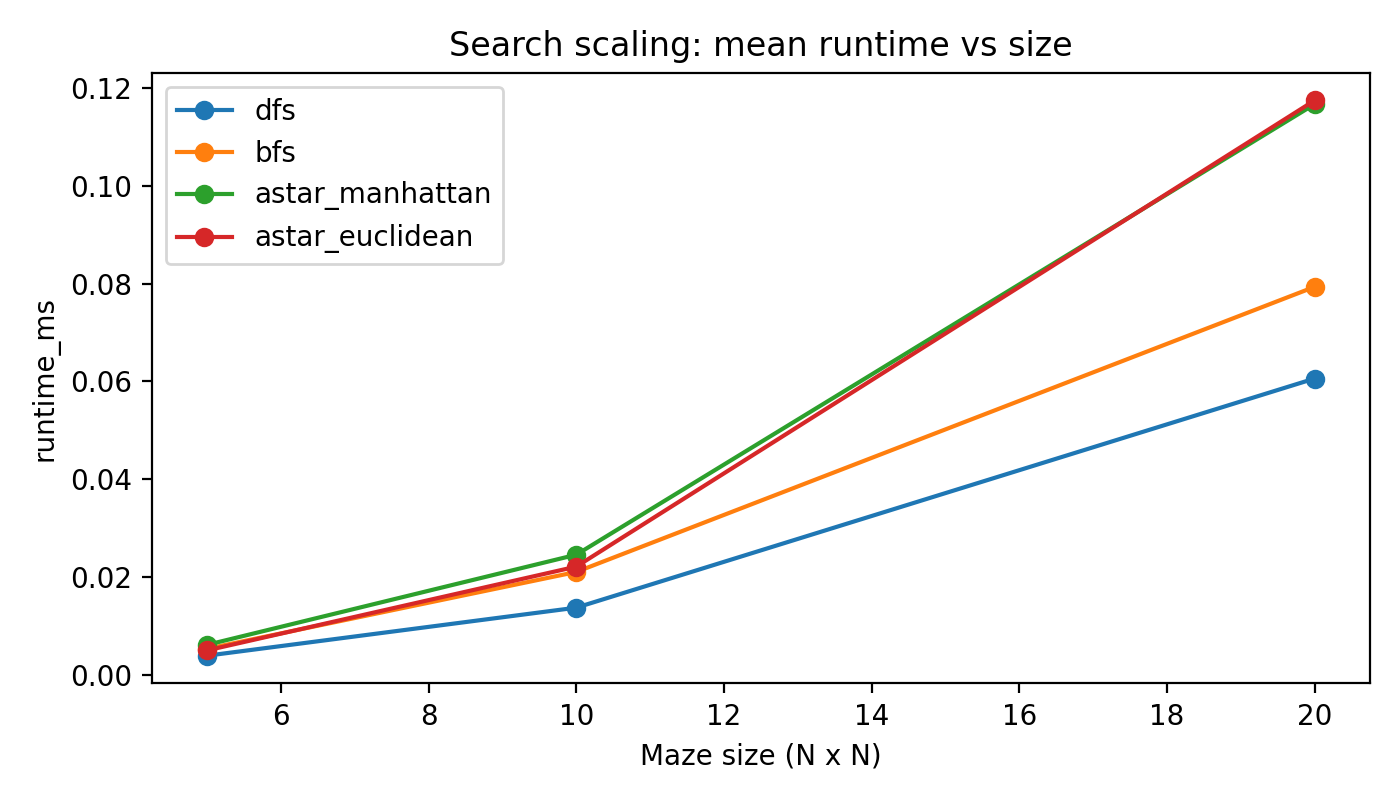 Search scaling: mean runtime vs size
dfs
bfs
astar_manhattan
astar_euclidean
runtime_ms
0.12
0.10
0.08
0.06
0.04
0.02
0.00
6 8 10 12 14 16 18 20
Maze size (N x N)